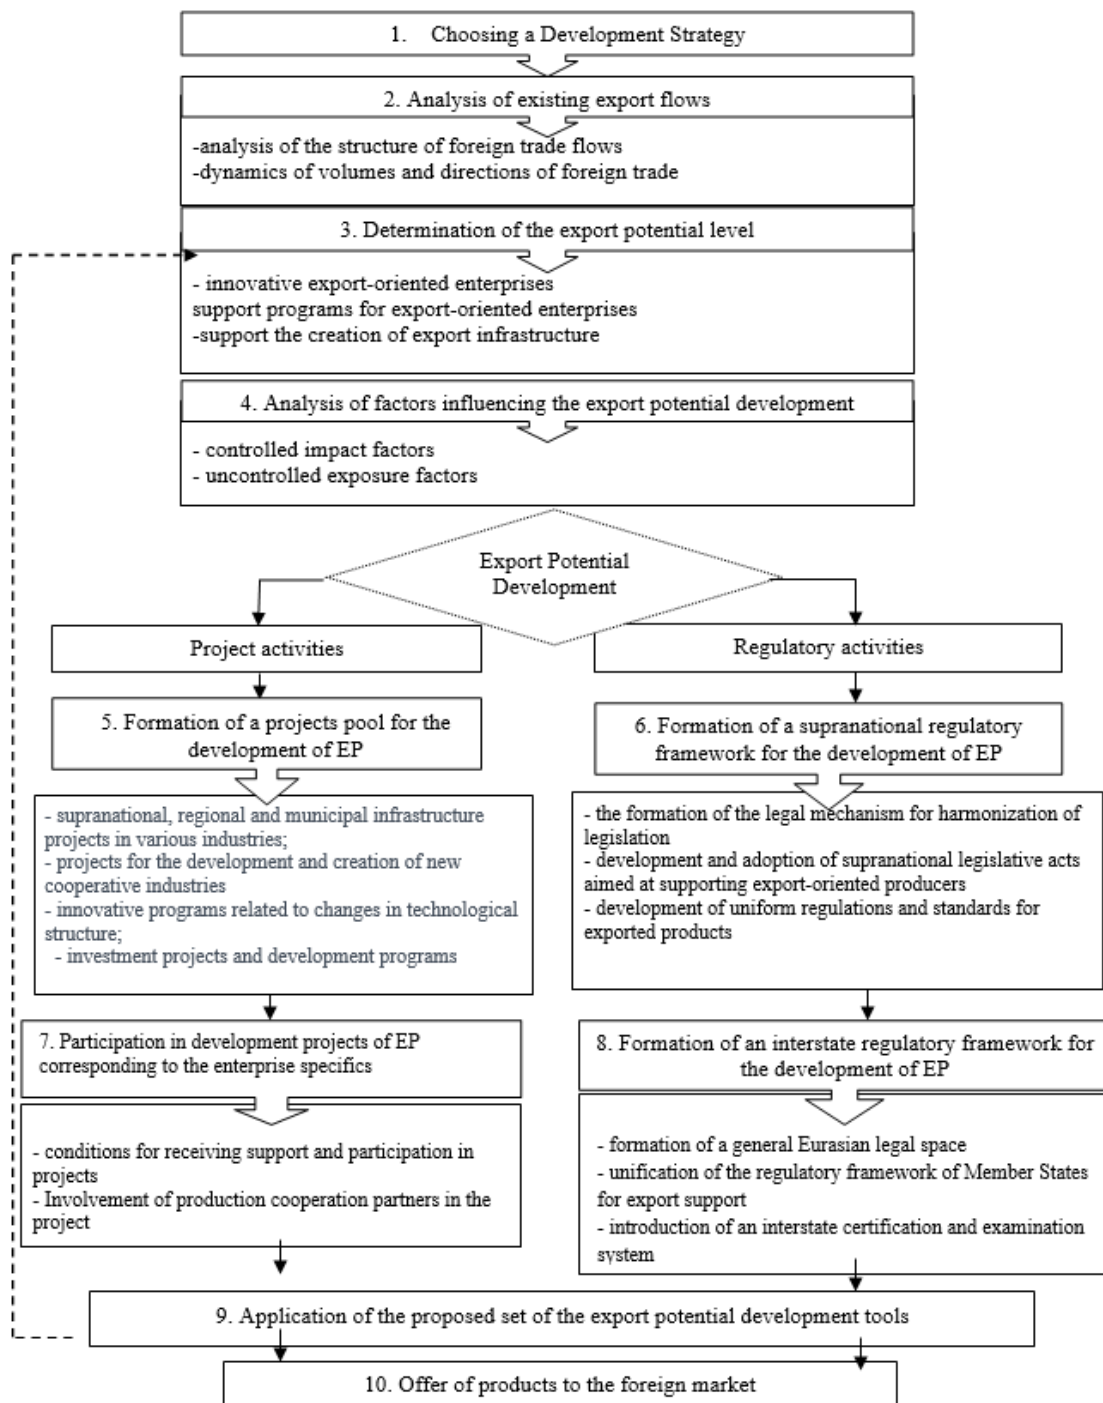 1. Choosing a Development Strategy
2. Analysis of existing export flows
-analysis of the structure of foreign trade flows
-dynamics of volumes and directions of foreign trade
3. Determination of the export potential level
- innovative export-oriented enterprises
support programs for export-oriented enterprises
-support the creation of export infrastructure
4. Analysis of factors influencing the export potential development
- controlled impact factors
- uncontrolled exposure factors
Export Potential
Development
Project activities
5. Formation of a projects pool for the
development of EP
- supranational, regional and municipal infrastructure
projects in various industries;
- projects for the development and creation of new
cooperative industries
- innovative programs related to changes in technological
structure;
- investment projects and development programs
7. Participation in development projects of EP
corresponding to the enterprise specifics
- conditions for receiving support and participation in
projects
- Involvement of production cooperation partners in the
project
Regulatory activities
6. Formation of a supranational regulatory
framework for the development of EP
- the formation of the legal mechanism for harmonization of
legislation
- development and adoption of supranational legislative acts
aimed at supporting export-oriented producers
- development of uniform regulations and standards for
exported products
8. Formation of an interstate regulatory framework for
the development of EP
- formation of a general Eurasian legal space
- unification of the regulatory framework of Member States
for export support
- introduction of an interstate certification and examination
system
9. Application of the proposed set of the export potential development tools
10. Offer of products to the foreign market